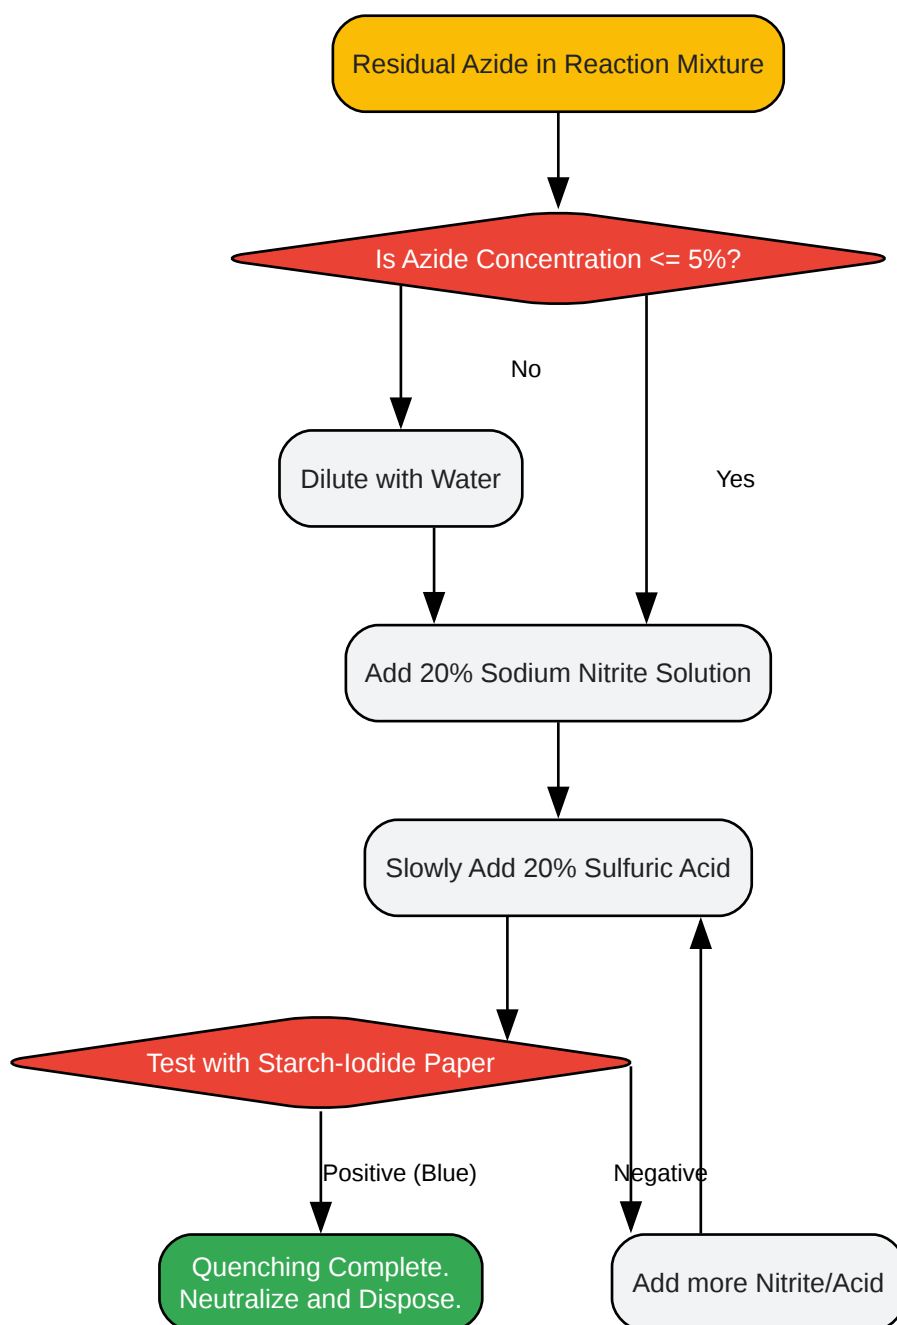 Residual Azide in Reaction Mixture
Is Azide Concentration <= 5%?
No
Dilute with Water
Yes
Add 20% Sodium Nitrite Solution
Slowly Add 20% Sulfuric Acid
Test with Starch-Iodide Paper
Positive (Blue)
Negative
Quenching Complete.
Neutralize and Dispose.
Add more Nitrite/Acid